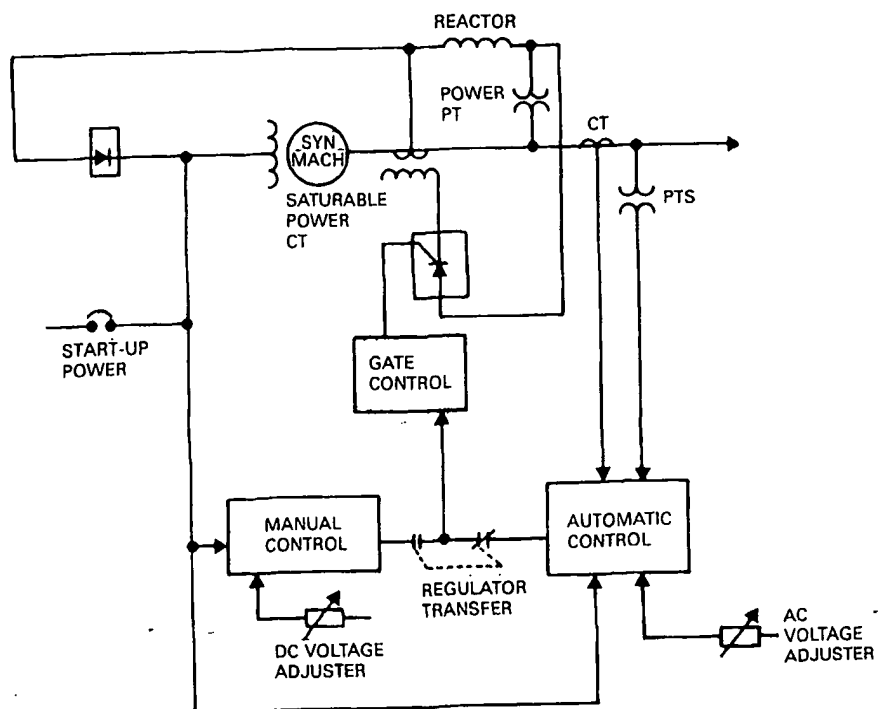 REACTOR
POWER
PT
CT
SYN
MACH
PTS
SATURABLE
POWER
CT
START-UP
POWER
GATE
CONTROL
MANUAL
CONTROL
AUTOMATIC
CONTROL
REGULATOR
TRANSFER
DC VOLTAGE
ADJUSTER
AC
VOLTAGE
ADJUSTER